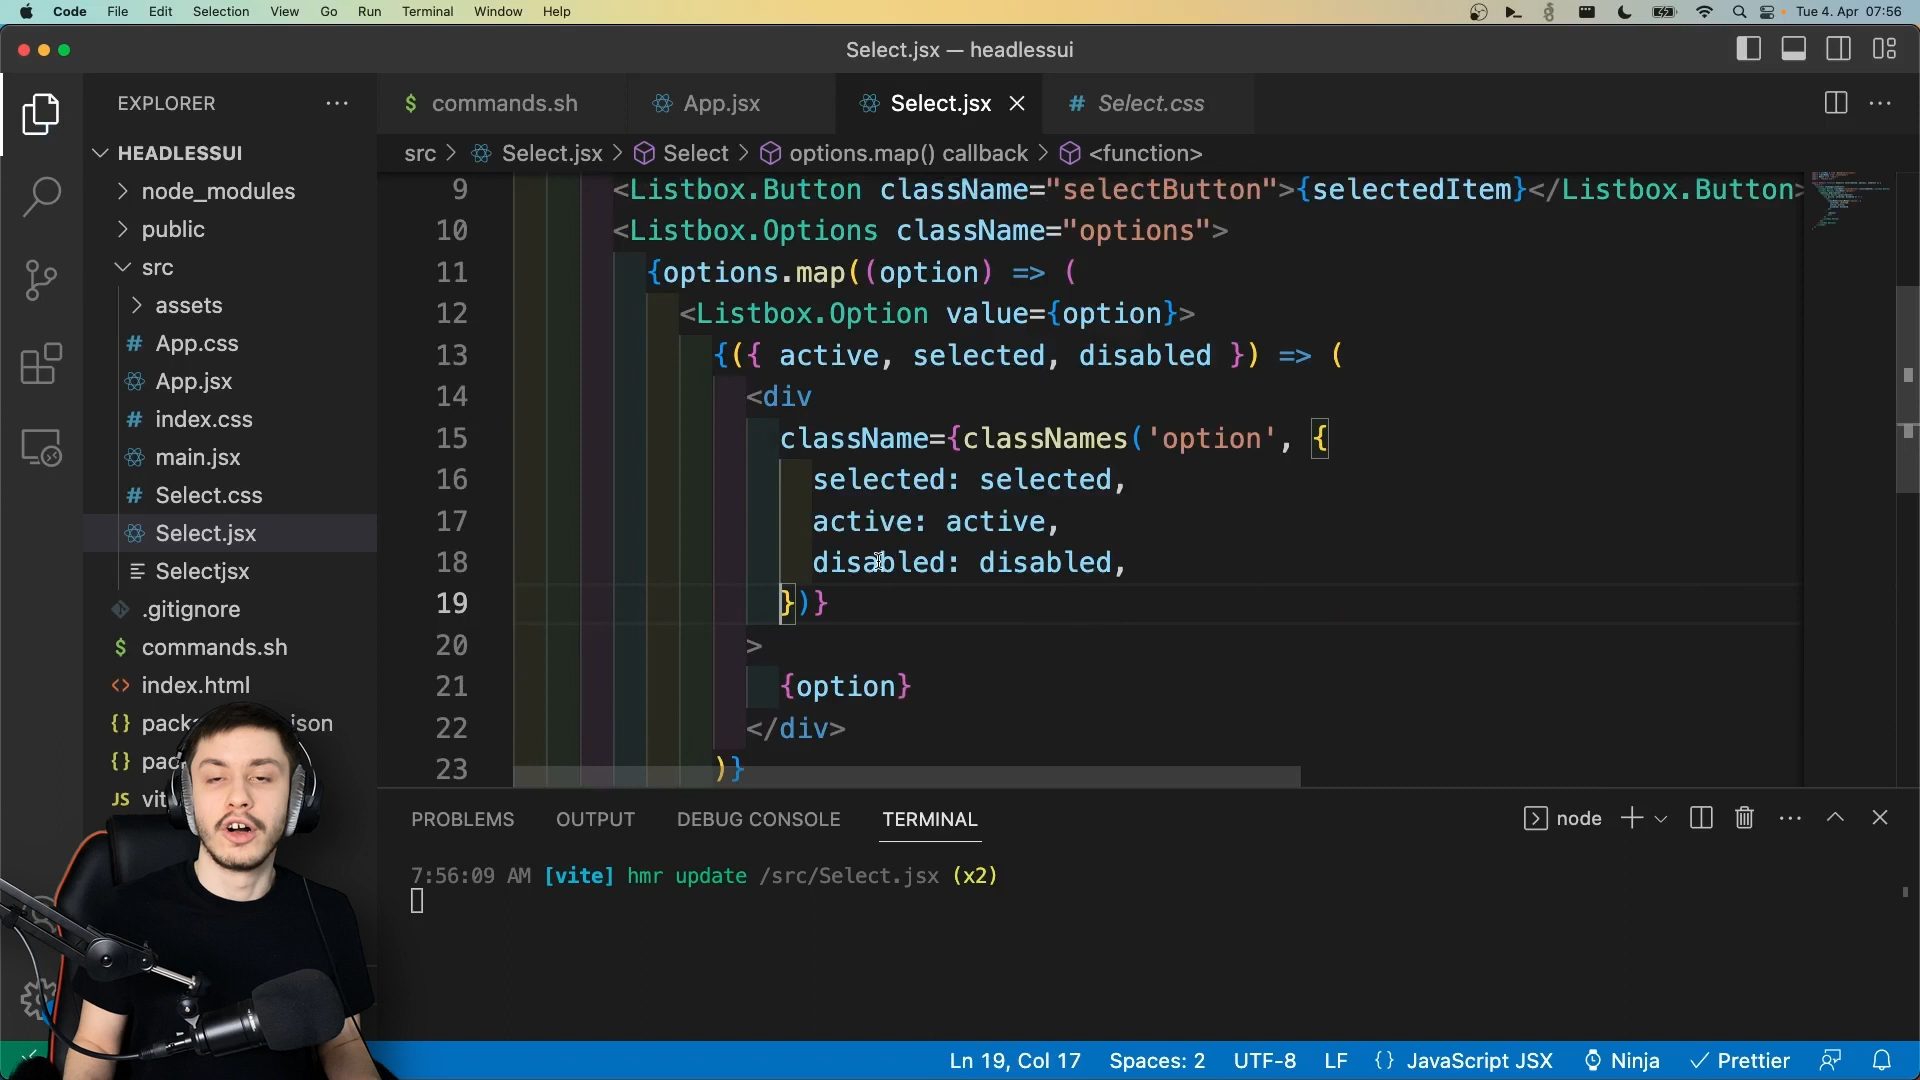 Code File Edit Selection View Go Run Terminal Window Help Tue 4. Apr 07:56
Select.jsx — headlessui
EXPLORER
HEADLESSUI
node_modules
public
src
assets
App.css
App.jsx
index.css
main.jsx
Select.css
Select.jsx
Selectjsx
.gitignore
commands.sh
index.html
json
$ commands.sh App.jsx Select.jsx # Select.css
src > Select.jsx > Select > options.map() callback > <function>
9 <Listbox.Button className="selectButton">{selectedItem}</Listbox.Button>
10 <Listbox.Options className="options">
11 {options.map((option) => (
12 <Listbox.Option value={option}>
13 {({ active, selected, disabled }) => (
14 <div
15 className={classNames('option', {
16 selected: selected,
17 active: active,
18 disabled: disabled,
19 })}
20 >
21 {option}
22 </div>
23 )}
PROBLEMS OUTPUT DEBUG CONSOLE TERMINAL node
7:56:09 AM [vite] hmr update /src/Select.jsx (x2)
Ln 19, Col 17 Spaces: 2 UTF-8 LF {} JavaScript JSX Ninja Prettier